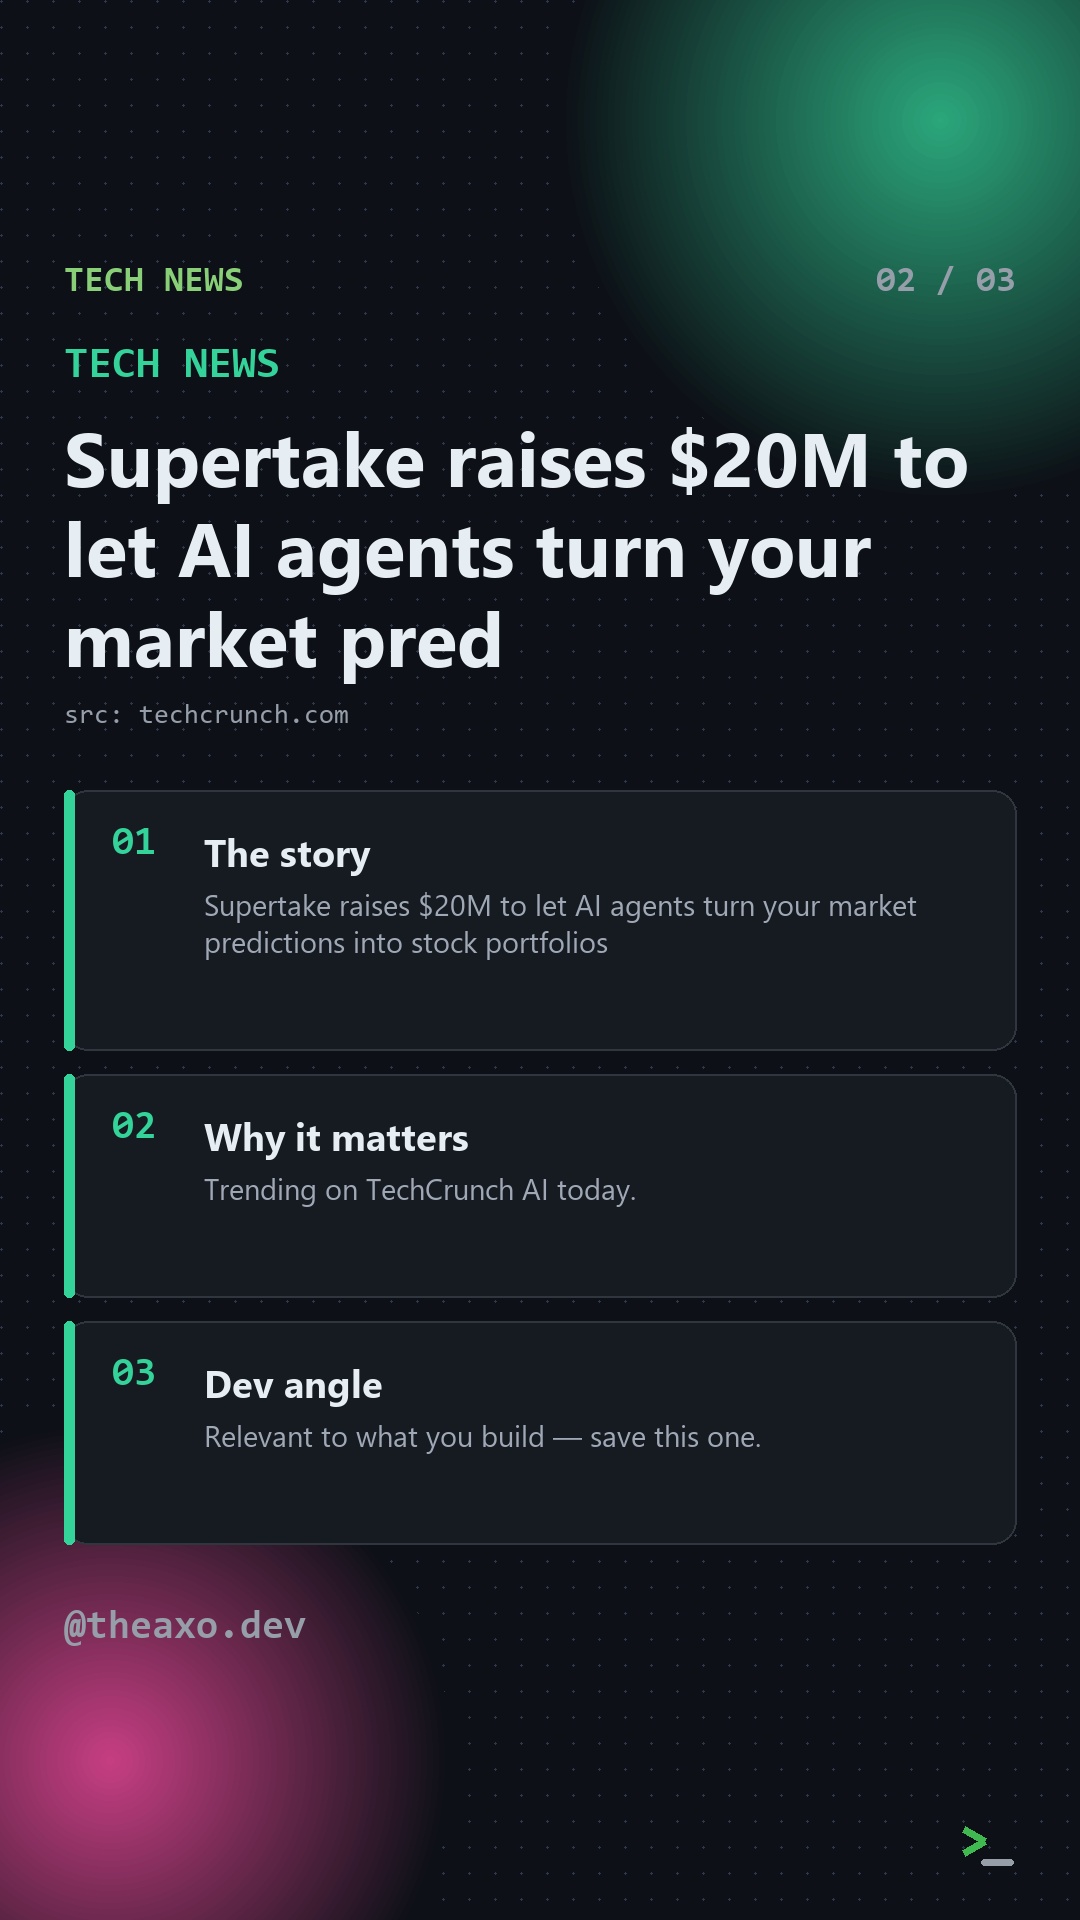 TECH NEWS
02 / 03
TECH NEWS
Supertake raises $20M to
let AI agents turn your
market pred
src: techcrunch.com
01
The story
Supertake raises $20M to let AI agents turn your market
predictions into stock portfolios
02
Why it matters
Trending on TechCrunch AI today.
03
Dev angle
Relevant to what you build — save this one.
@theaxo.dev
>_